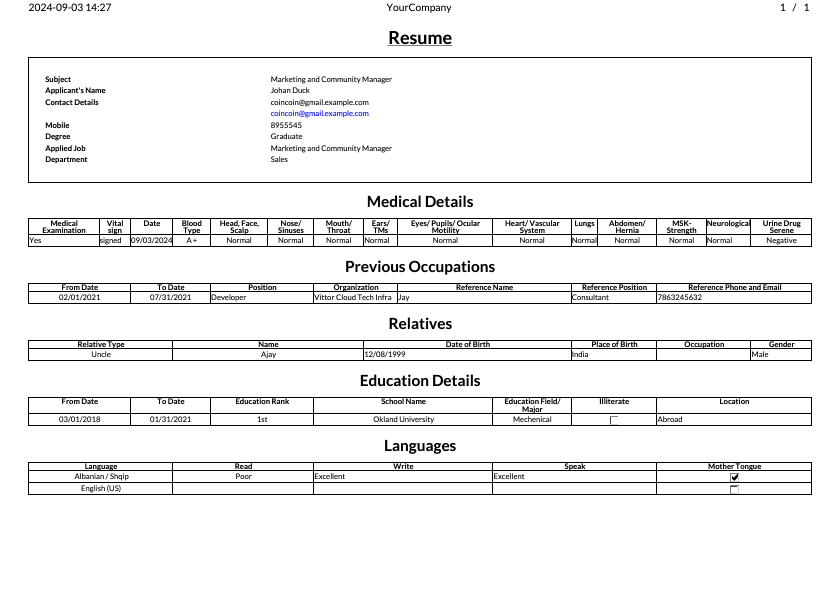 2024-09-03 14:27 YourCompany 1 / 1
Resume
Subject Marketing and Community Manager
Applicant's Name Johan Duck
Contact Details coincoin@gmail.example.com
coincoin@gmail.example.com
Mobile 8955545
Degree Graduate
Applied Job Marketing and Community Manager
Department Sales
Medical Details
Medical Examination Vital sign Date Blood Type Head, Face, Scalp Nose/ Sinuses Mouth/ Throat Ears/ TMs Eyes/ Pupils/ Ocular Motility Heart/ Vascular System Lungs Abdomen/ Hernia MSK-Strength Neurological Urine Drug Serene
Yes signed 09/03/2024 A+ Normal Normal Normal Normal Normal Normal Normal Normal Normal Normal Negative
Previous Occupations
From Date To Date Position Organization Reference Name Reference Position Reference Phone and Email
02/01/2021 07/31/2021 Developer Vittor Cloud Tech Infra Jay Consultant 7863245632
Relatives
Relative Type Name Date of Birth Place of Birth Occupation Gender
Uncle Ajay 12/08/1999 India Male
Education Details
From Date To Date Education Rank School Name Education Field/ Major Illiterate Location
03/01/2018 01/31/2021 1st Okland University Mechenical Abroad
Languages
Language Read Write Speak Mother Tongue
Albanian / Shqip Poor Excellent Excellent
English (US)